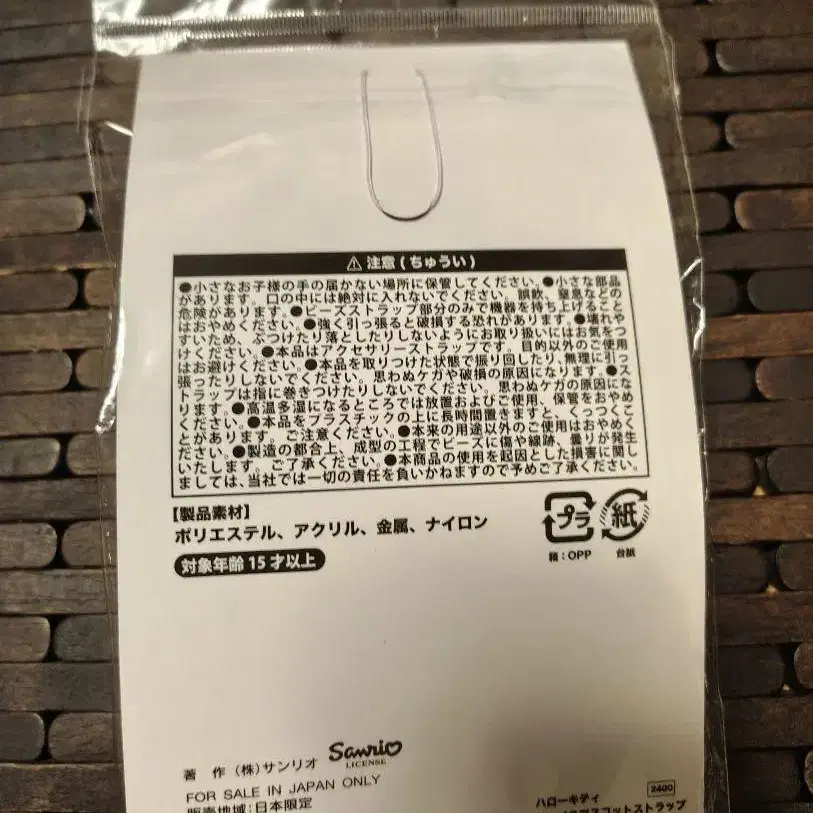 ⚠ 注意(ちゅうい)
●小さなお子様の手の届かない場所に保管してください。●小さな部品
があります。口の中には絶対に入れないでください。誤飲、窒息などの
危険があります。●ビーズストラップ部分のみで機器を持ち上げること
はおやめください。●強く引っ張ると破損する恐れがあります。●壊れや
すいため、ぶつけたり落としたりしないようにお取り扱いにはお気をつ
けください。●本品はアクセサリーストラップです。目的以外のご使用
はお避けください。●本品を取りつけた状態で振り回したり、無理に引っ
張ったりしないでください。思わぬケガや破損の原因になります。●ス
トラップは指に巻きつけたりしないでください。思わぬケガの原因にな
ります。●高温多湿になるところでは放置およびご使用、保管をおやめ
ください。●本品をプラスチックの上に長時間置きますと、くっつくこ
とがあります。ご注意ください。●本来の用途以外のご使用はおやめく
ださい。●製造の都合上、成型の工程でビーズに傷や線跡、曇りが発生
いたします。ご了承ください。●本商品の使用を起因とした損害に関し
ましては、当社では一切の責任を負いかねますので予めご了承ください。
【製品素材】
ポリエステル、アクリル、金属、ナイロン
対象年齢15才以上
プラ 紙
箱:OPP 台紙
著 作 (株)サンリオ Sanrio
LICENSE
FOR SALE IN JAPAN ONLY
販売地域:日本限定
2400
ハローキティ
マスコットストラップ